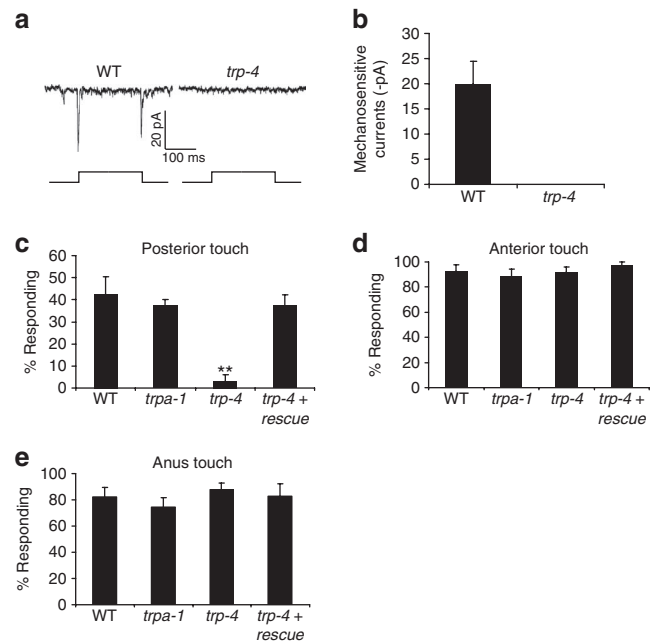 a
WT
trp-4
20 pA
100 ms
b
Mechanosensitive
currents (-pA)
30
25
20
15
10
5
0
WT
trp-4
c
Posterior touch
% Responding
60
50
40
30
20
10
0
**
WT
trpa-1
trp-4
trp-4 +
rescue
d
Anterior touch
% Responding
100
80
60
40
20
0
WT
trpa-1
trp-4
trp-4 +
rescue
e
Anus touch
% Responding
100
80
60
40
20
0
WT
trpa-1
trp-4
trp-4 +
rescue